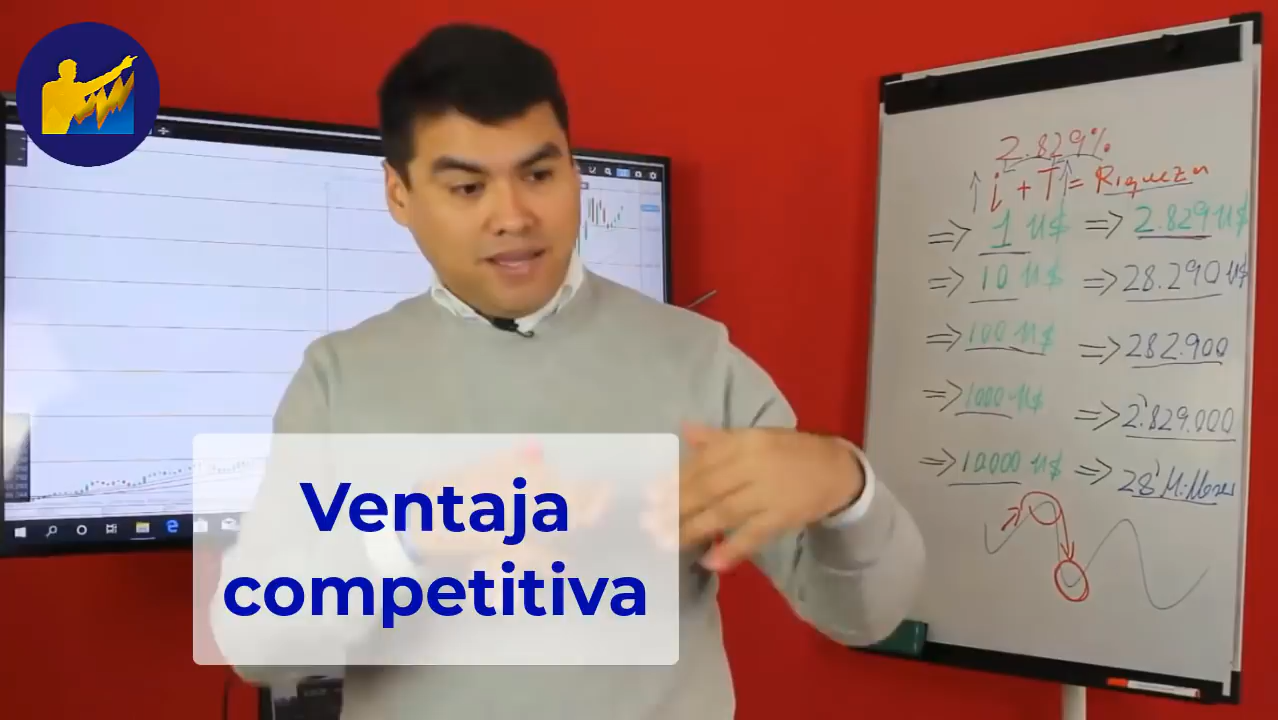 Ventaja
competitiva
2.829%
↑ i + T↑ = Riqueza
⇒ 1 U$ ⇒ 2.829 U$
⇒ 10 U$ ⇒ 28.290 U$
⇒ 100 U$ ⇒ 282.900
⇒ 1000 U$ ⇒ 2'829.000
⇒ 10000 U$ ⇒ 28' Millones